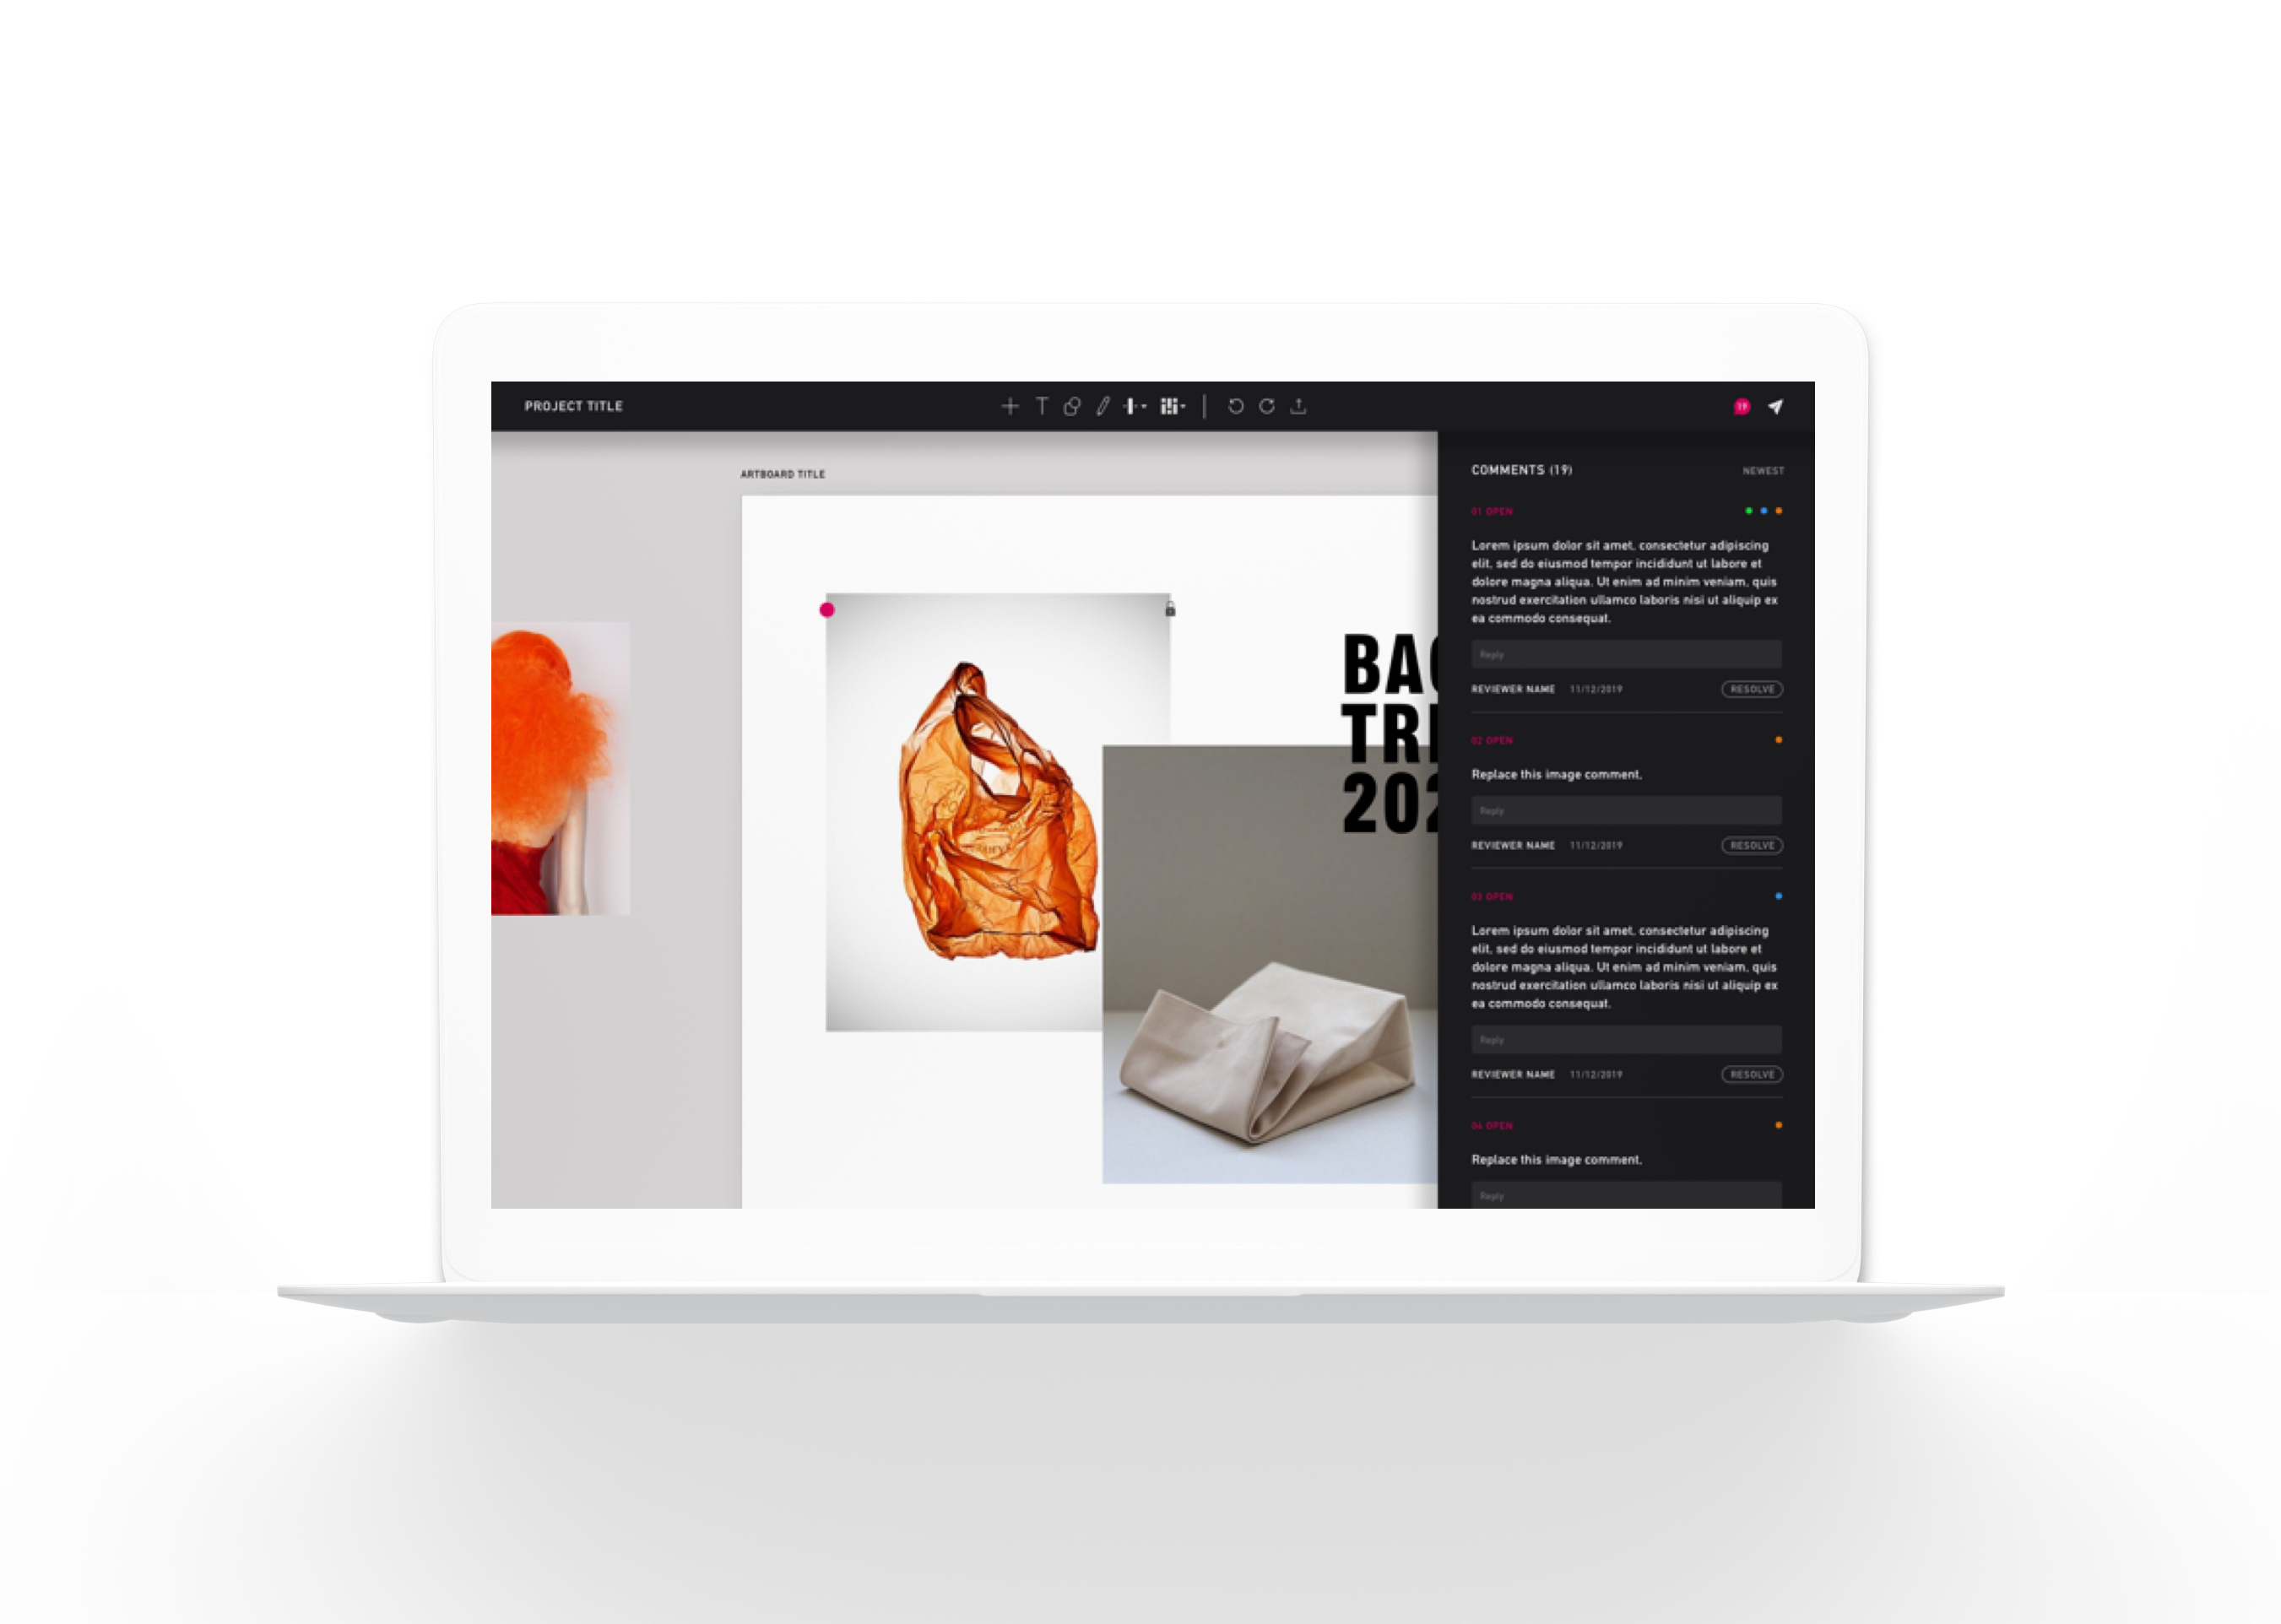 PROJECT TITLE
19
ARTBOARD TITLE
BAG
TRE
202
COMMENTS (19)
NEWEST
01 OPEN
Lorem ipsum dolor sit amet, consectetur adipiscing
elit, sed do eiusmod tempor incididunt ut labore et
dolore magna aliqua. Ut enim ad minim veniam, quis
nostrud exercitation ullamco laboris nisi ut aliquip ex
ea commodo consequat.
Reply
REVIEWER NAME 11/12/2019 RESOLVE
02 OPEN
Replace this image comment.
Reply
REVIEWER NAME 11/12/2019 RESOLVE
03 OPEN
Lorem ipsum dolor sit amet, consectetur adipiscing
elit, sed do eiusmod tempor incididunt ut labore et
dolore magna aliqua. Ut enim ad minim veniam, quis
nostrud exercitation ullamco laboris nisi ut aliquip ex
ea commodo consequat.
Reply
REVIEWER NAME 11/12/2019 RESOLVE
04 OPEN
Replace this image comment.
Reply